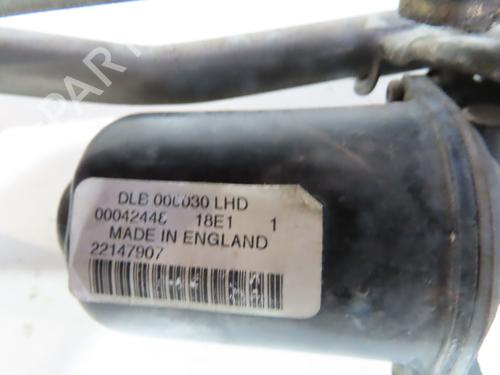 DLB 000030 LHD
18E1 1
MADE IN ENGLAND
22147907